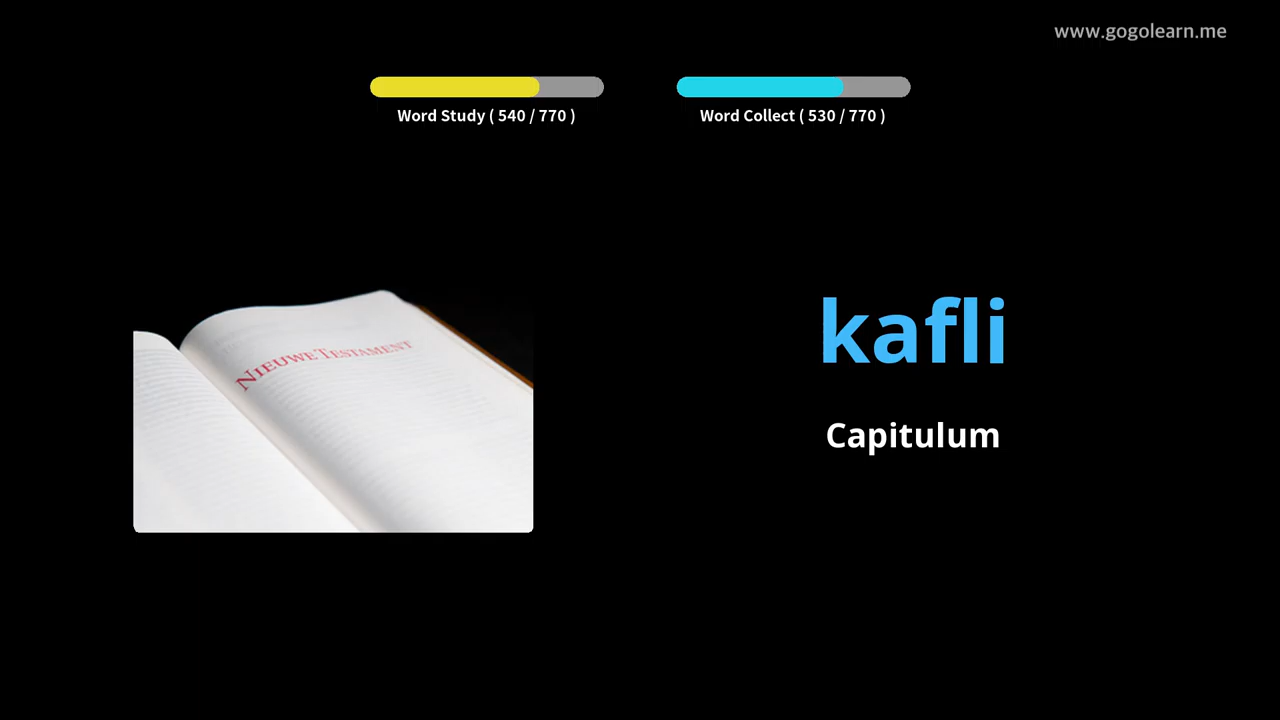 www.gogolearn.me
Word Study ( 540 / 770 )
Word Collect ( 530 / 770 )
NIEUWE TESTAMENT
kafli
Capitulum